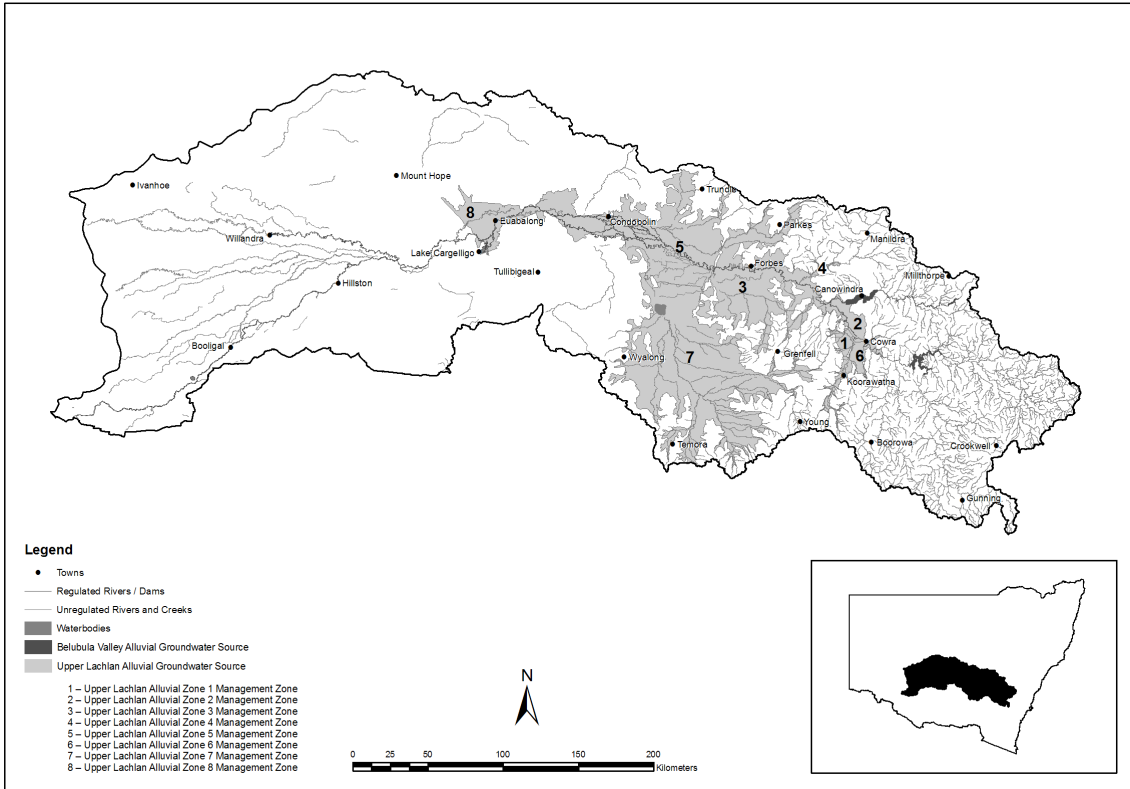 Trundle
Mount Hope
Ivanhoe
8
Euabalong
Condobolin
Parkes
Manildra
Willandra
5
Lake Cargelligo
Forbes
4
Tullibigeal
Millthorpe
Hillston
3
Canowindra
2
Booligal
Cowra
1
Wyalong
7
Grenfell
6
Koorawatha
Young
Temora
Boorowa
Crookwell
Gunning
Legend
Towns
Regulated Rivers / Dams
Unregulated Rivers and Creeks
Waterbodies
Belubula Valley Alluvial Groundwater Source
Upper Lachlan Alluvial Groundwater Source
1 – Upper Lachlan Alluvial Zone 1 Management Zone
2 – Upper Lachlan Alluvial Zone 2 Management Zone
3 – Upper Lachlan Alluvial Zone 3 Management Zone
4 – Upper Lachlan Alluvial Zone 4 Management Zone
5 – Upper Lachlan Alluvial Zone 5 Management Zone
6 – Upper Lachlan Alluvial Zone 6 Management Zone
7 – Upper Lachlan Alluvial Zone 7 Management Zone
8 – Upper Lachlan Alluvial Zone 8 Management Zone
N
0 25 50 100 150 200
Kilometers